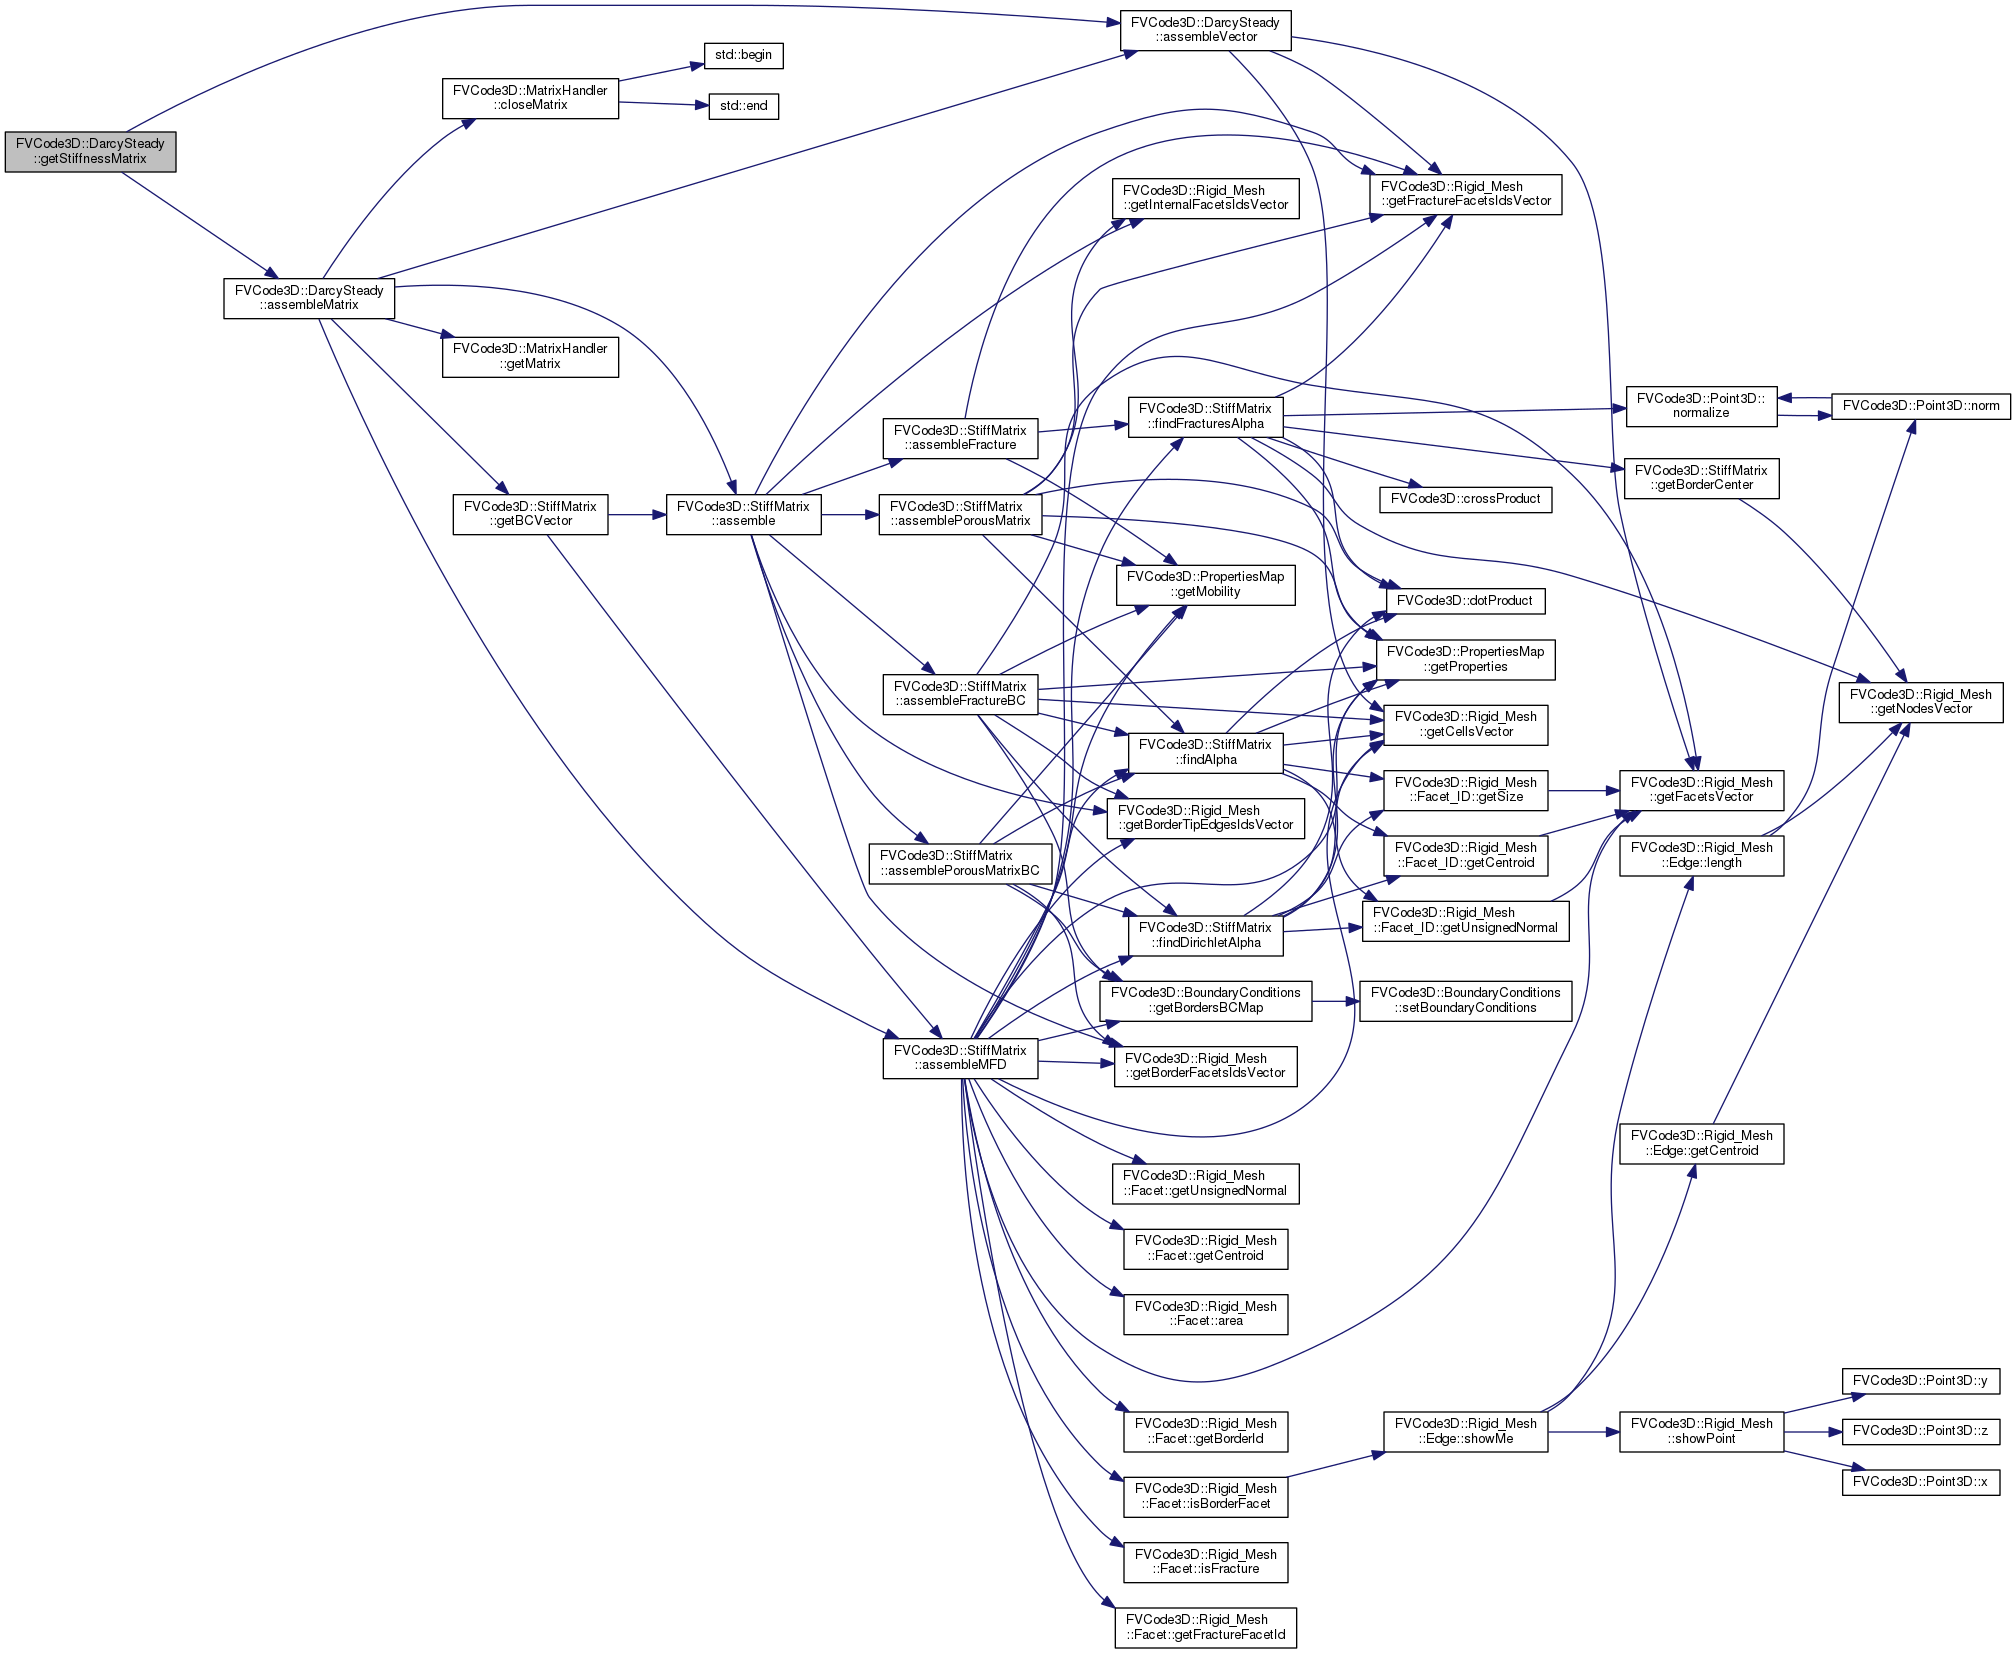 FVCode3D::DarcySteady
::getStiffnessMatrix
FVCode3D::DarcySteady
::assembleMatrix
FVCode3D::MatrixHandler
::closeMatrix
std::begin
std::end
FVCode3D::MatrixHandler
::getMatrix
FVCode3D::StiffMatrix
::getBCVector
FVCode3D::StiffMatrix
::assemble
FVCode3D::StiffMatrix
::assembleFracture
FVCode3D::StiffMatrix
::assemblePorousMatrix
FVCode3D::StiffMatrix
::assembleFractureBC
FVCode3D::StiffMatrix
::assemblePorousMatrixBC
FVCode3D::StiffMatrix
::assembleMFD
FVCode3D::DarcySteady
::assembleVector
FVCode3D::Rigid_Mesh
::getInternalFacetsIdsVector
FVCode3D::StiffMatrix
::findFracturesAlpha
FVCode3D::PropertiesMap
::getMobility
FVCode3D::StiffMatrix
::findAlpha
FVCode3D::Rigid_Mesh
::getBorderTipEdgesIdsVector
FVCode3D::StiffMatrix
::findDirichletAlpha
FVCode3D::BoundaryConditions
::getBordersBCMap
FVCode3D::Rigid_Mesh
::getBorderFacetsIdsVector
FVCode3D::Rigid_Mesh
::Facet::getUnsignedNormal
FVCode3D::Rigid_Mesh
::Facet::getCentroid
FVCode3D::Rigid_Mesh
::Facet::area
FVCode3D::Rigid_Mesh
::Facet::getBorderId
FVCode3D::Rigid_Mesh
::Facet::isBorderFacet
FVCode3D::Rigid_Mesh
::Facet::isFracture
FVCode3D::Rigid_Mesh
::Facet::getFractureFacetId
FVCode3D::Rigid_Mesh
::getFractureFacetsIdsVector
FVCode3D::crossProduct
FVCode3D::dotProduct
FVCode3D::PropertiesMap
::getProperties
FVCode3D::Rigid_Mesh
::getCellsVector
FVCode3D::Rigid_Mesh
::Facet_ID::getSize
FVCode3D::Rigid_Mesh
::Facet_ID::getCentroid
FVCode3D::Rigid_Mesh
::Facet_ID::getUnsignedNormal
FVCode3D::BoundaryConditions
::setBoundaryConditions
FVCode3D::Rigid_Mesh
::Edge::showMe
FVCode3D::Point3D::
normalize
FVCode3D::StiffMatrix
::getBorderCenter
FVCode3D::Rigid_Mesh
::getFacetsVector
FVCode3D::Rigid_Mesh
::Edge::length
FVCode3D::Rigid_Mesh
::Edge::getCentroid
FVCode3D::Rigid_Mesh
::showPoint
FVCode3D::Point3D::norm
FVCode3D::Rigid_Mesh
::getNodesVector
FVCode3D::Point3D::y
FVCode3D::Point3D::z
FVCode3D::Point3D::x